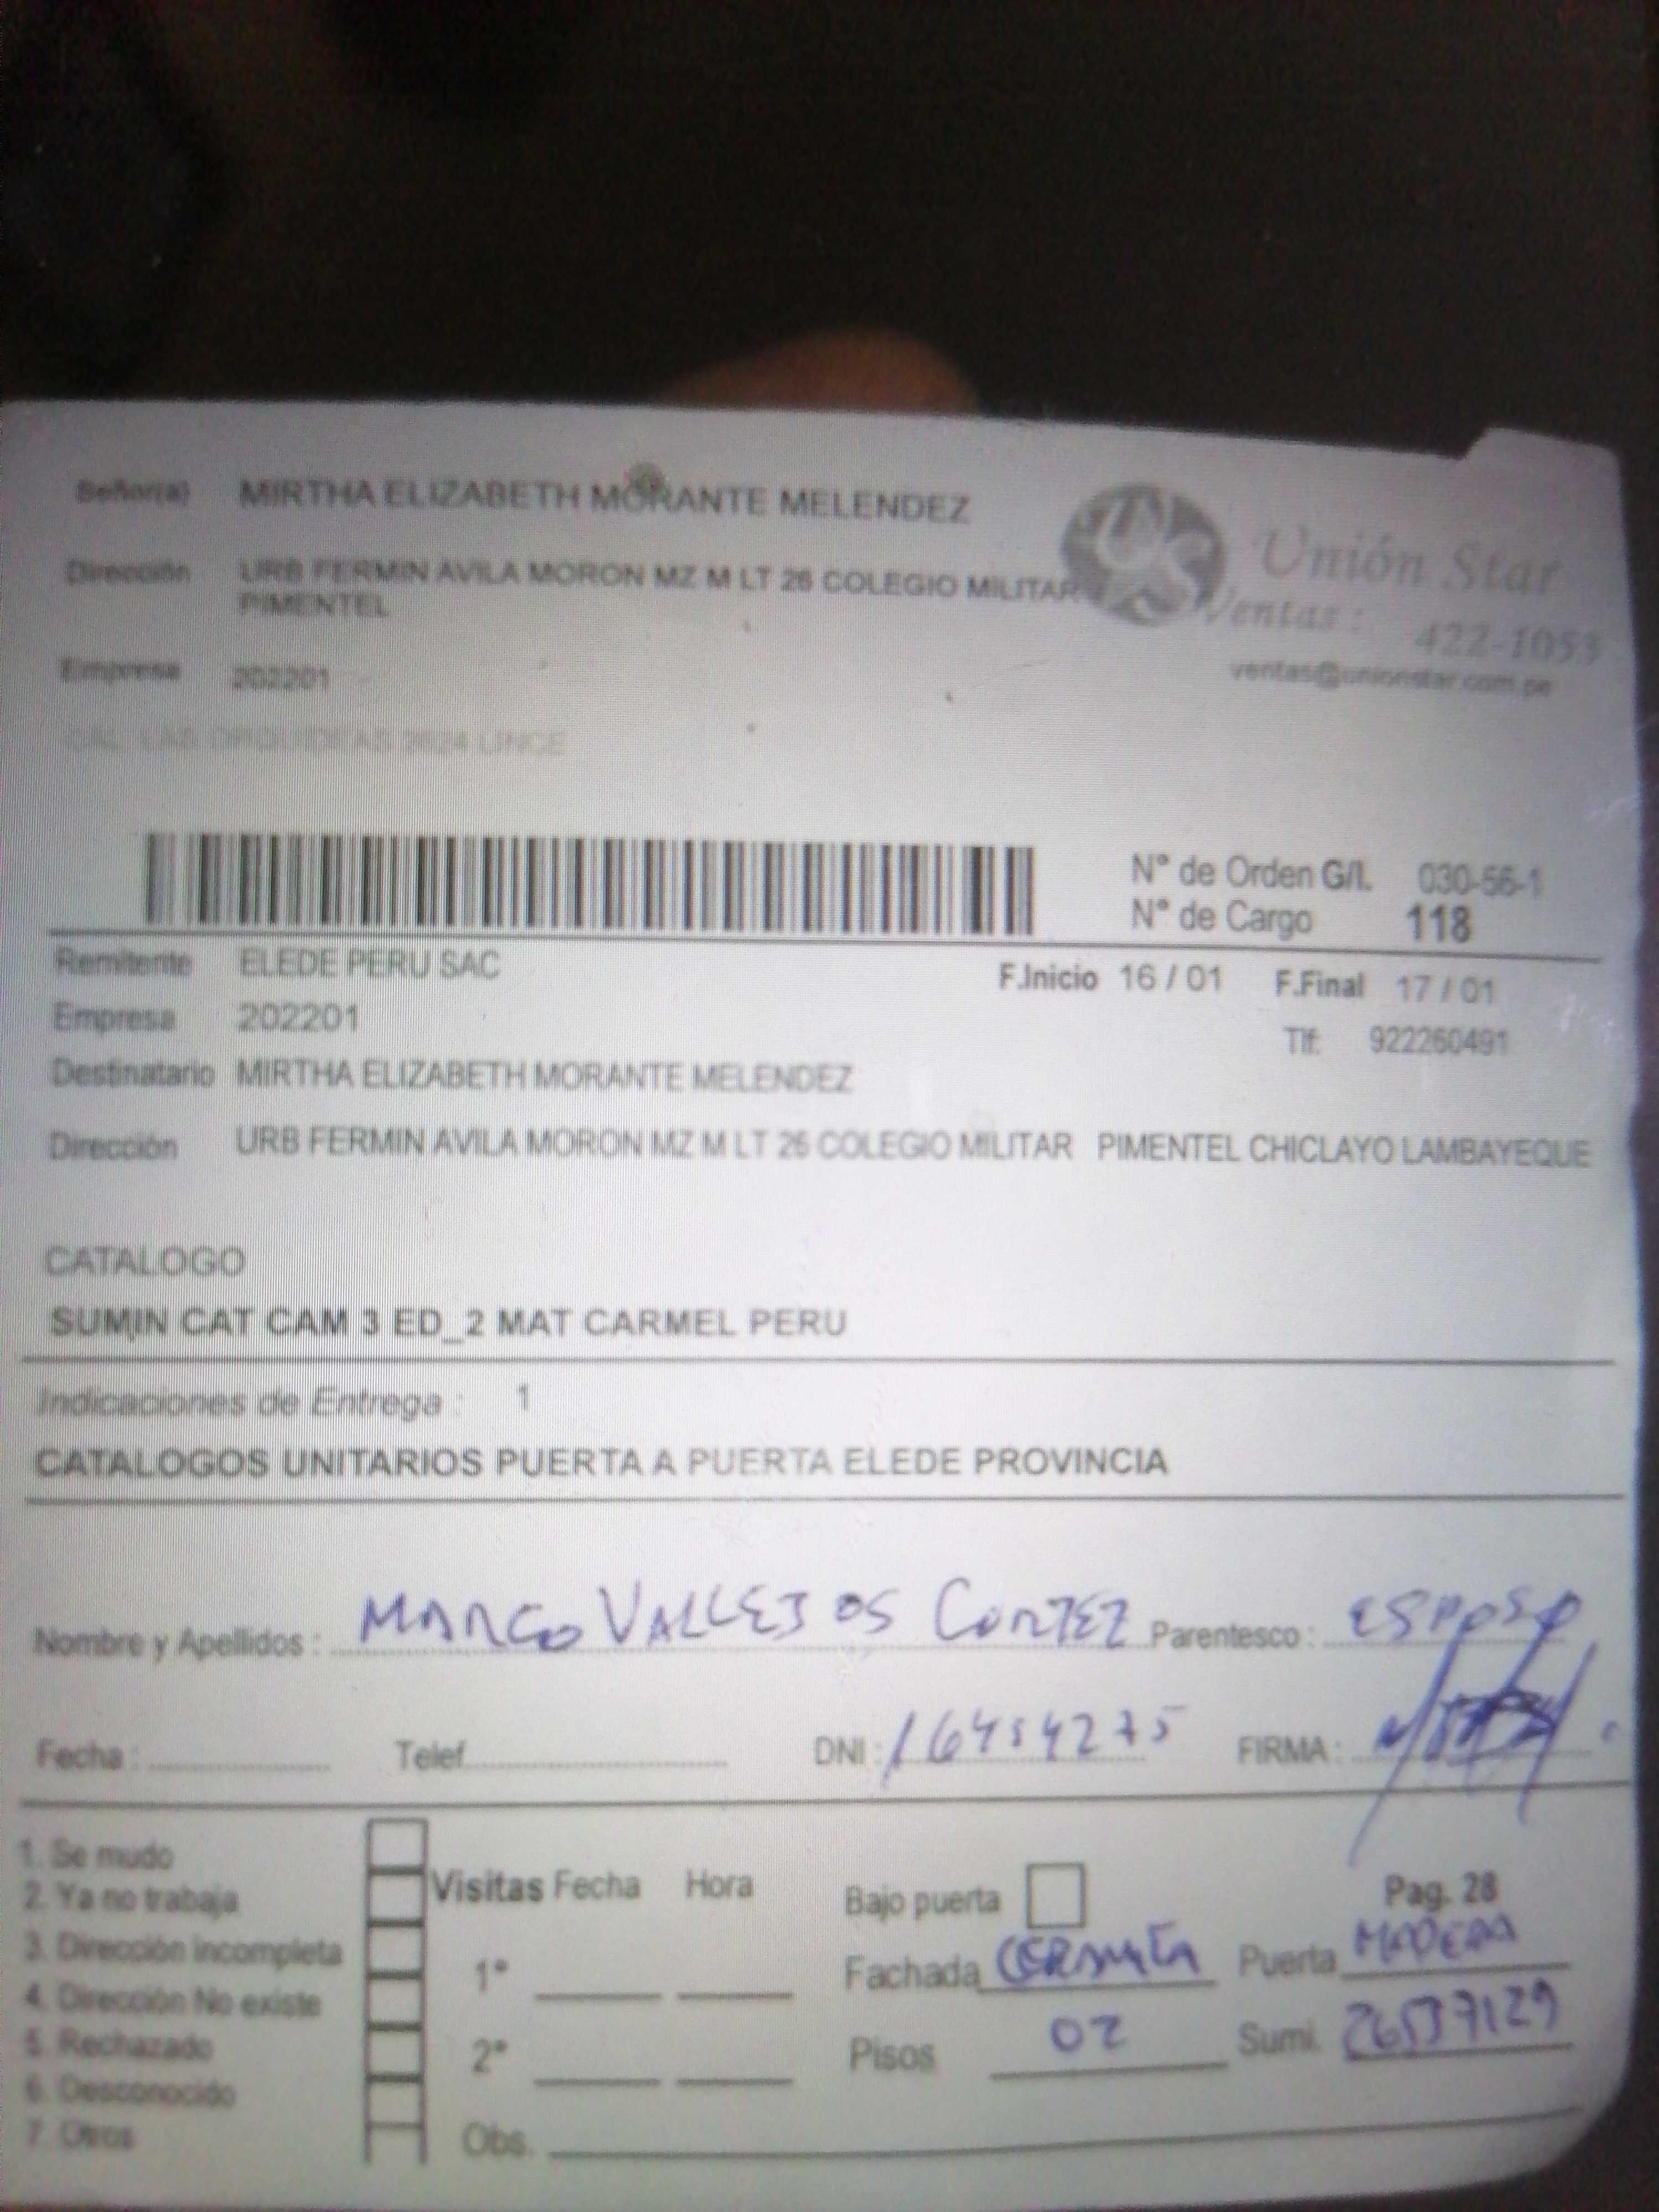 Señor(a) MIRTHA ELIZABETH MORANTE MELENDEZ
Dirección URB FERMIN AVILA MORON MZ M LT 26 COLEGIO MILITAR
PIMENTEL
US Unión Star
Ventas : 422-1053
ventas@unionstar.com.pe
Empresa 202201
CAL LAS ORQUIDEAS 2624 LINCE
N° de Orden G/I. 030-56-1
N° de Cargo 118
Remitente ELEDE PERU SAC
F.Inicio 16 / 01 F.Final 17 / 01
Empresa 202201
Tlf: 922260491
Destinatario MIRTHA ELIZABETH MORANTE MELENDEZ
Dirección URB FERMIN AVILA MORON MZ M LT 26 COLEGIO MILITAR PIMENTEL CHICLAYO LAMBAYEQUE
CATALOGO
SUMIN CAT CAM 3 ED_2 MAT CARMEL PERU
Indicaciones de Entrega : 1
CATALOGOS UNITARIOS PUERTA A PUERTA ELEDE PROVINCIA
Nombre y Apellidos : MARCO VALLEJOS CORTEZ Parentesco : ESPOSO
Fecha : Telef. DNI : 16454275 FIRMA :
1. Se mudo
2. Ya no trabaja
3. Dirección incompleta
4. Dirección No existe
5. Rechazado
6. Desconocido
7. Otros
Visitas Fecha Hora
1°
2°
Obs.
Bajo puerta Pag. 28
Fachada Puerta MADERA
Pisos 02 Sumi. 26537129